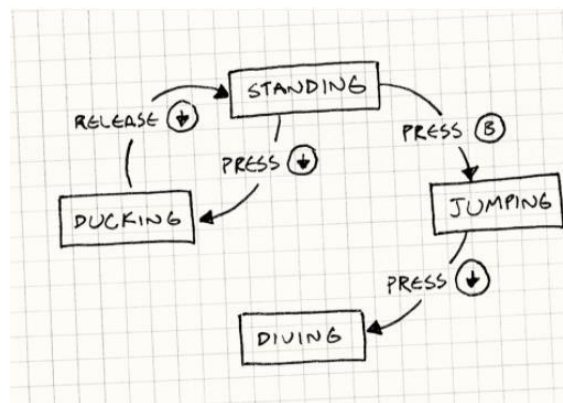 STANDING
RELEASE ↓
PRESS B
PRESS ↓
DUCKING
JUMPING
PRESS ↓
DIVING